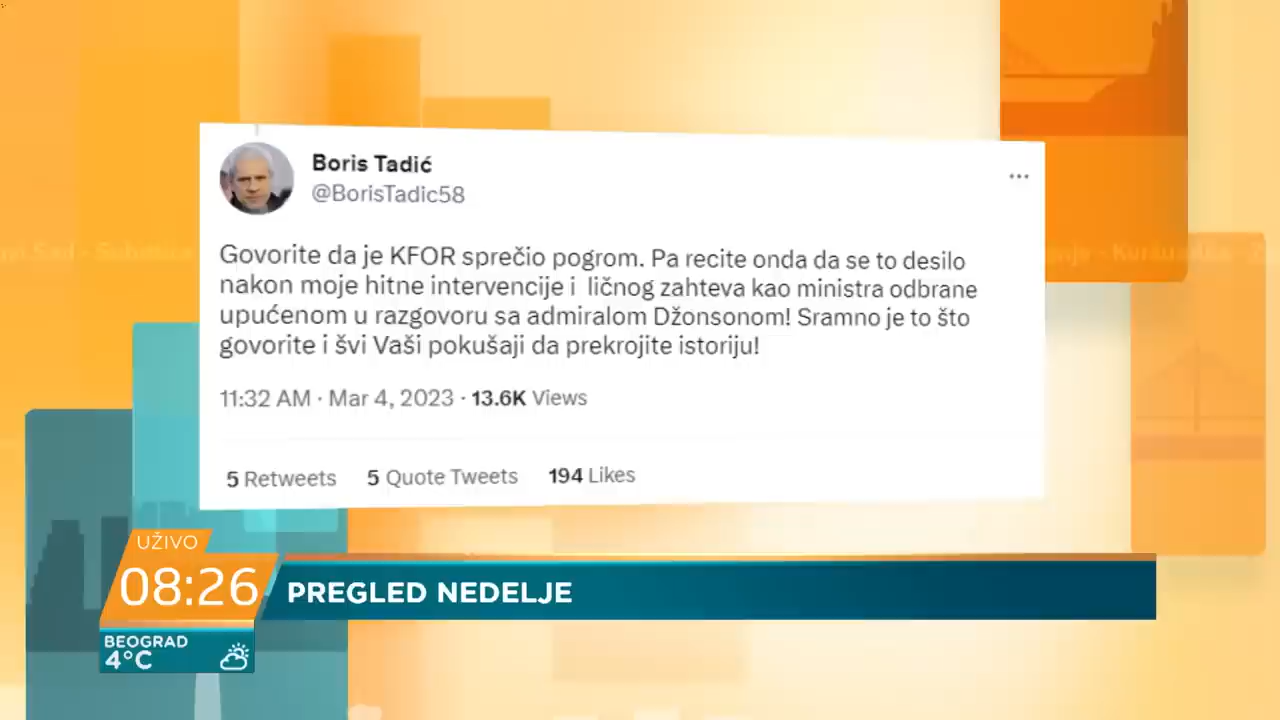 Boris Tadić
@BorisTadic58
Govorite da je KFOR sprečio pogrom. Pa recite onda da se to desilo
nakon moje hitne intervencije i ličnog zahteva kao ministra odbrane
upućenom u razgovoru sa admiralom Džonsonom! Sramno je to što
govorite i švi Vaši pokušaji da prekrojite istoriju!
11:32 AM · Mar 4, 2023 · 13.6K Views
5 Retweets 5 Quote Tweets 194 Likes
UŽIVO
08:26
PREGLED NEDELJE
BEOGRAD
4°C